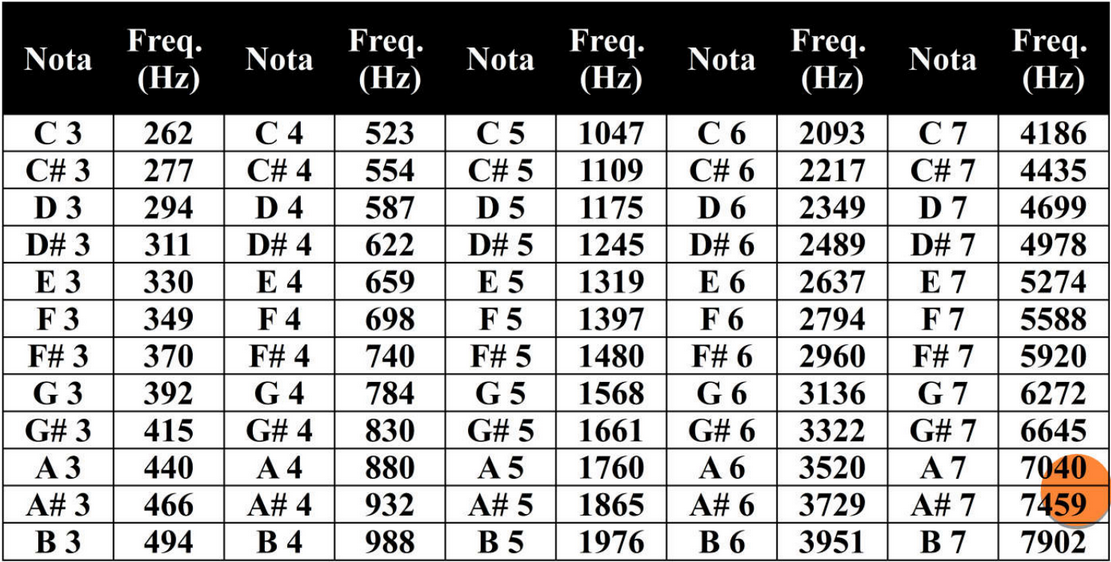 Nota Freq. (Hz) Nota Freq. (Hz) Nota Freq. (Hz) Nota Freq. (Hz) Nota Freq. (Hz)
C 3 262 C 4 523 C 5 1047 C 6 2093 C 7 4186
C# 3 277 C# 4 554 C# 5 1109 C# 6 2217 C# 7 4435
D 3 294 D 4 587 D 5 1175 D 6 2349 D 7 4699
D# 3 311 D# 4 622 D# 5 1245 D# 6 2489 D# 7 4978
E 3 330 E 4 659 E 5 1319 E 6 2637 E 7 5274
F 3 349 F 4 698 F 5 1397 F 6 2794 F 7 5588
F# 3 370 F# 4 740 F# 5 1480 F# 6 2960 F# 7 5920
G 3 392 G 4 784 G 5 1568 G 6 3136 G 7 6272
G# 3 415 G# 4 830 G# 5 1661 G# 6 3322 G# 7 6645
A 3 440 A 4 880 A 5 1760 A 6 3520 A 7 7040
A# 3 466 A# 4 932 A# 5 1865 A# 6 3729 A# 7 7459
B 3 494 B 4 988 B 5 1976 B 6 3951 B 7 7902